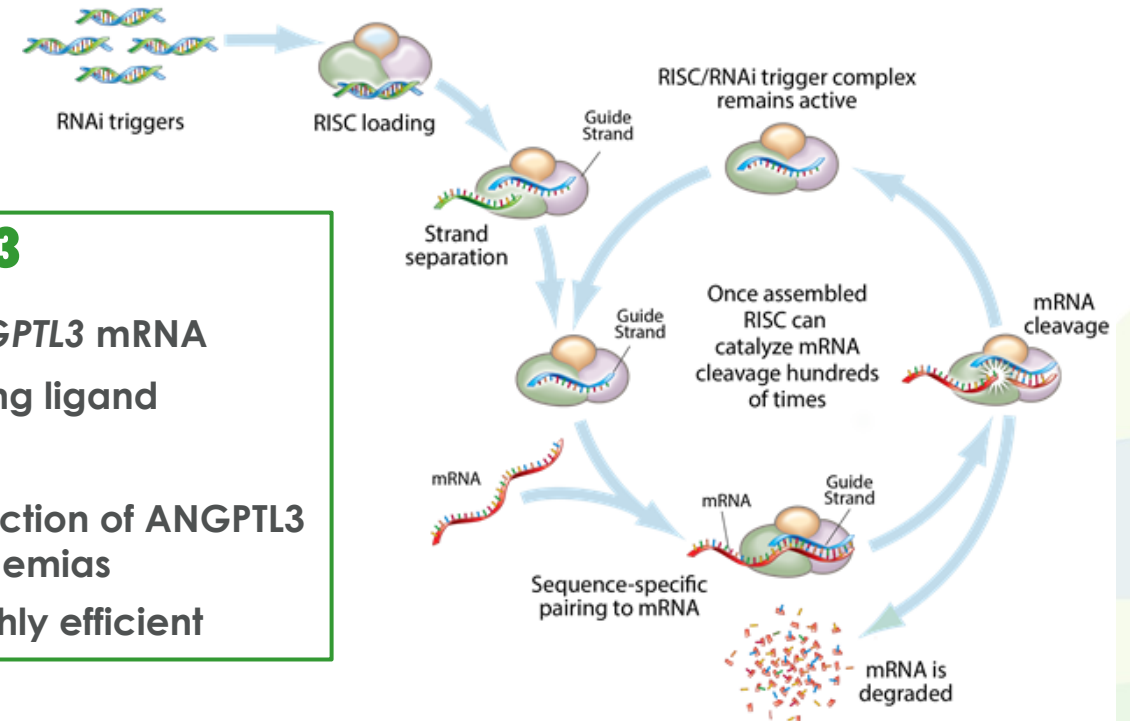 RNAi triggers
RISC loading
Guide
Strand
Strand
separation
RISC/RNAi trigger complex
remains active
3
GPTL3 mRNA
ng ligand
ction of ANGPTL3
emias
hly efficient
Guide
Strand
Once assembled
RISC can
catalyze mRNA
cleavage hundreds
of times
mRNA
cleavage
mRNA
mRNA
Guide
Strand
Sequence-specific
pairing to mRNA
mRNA is
degraded